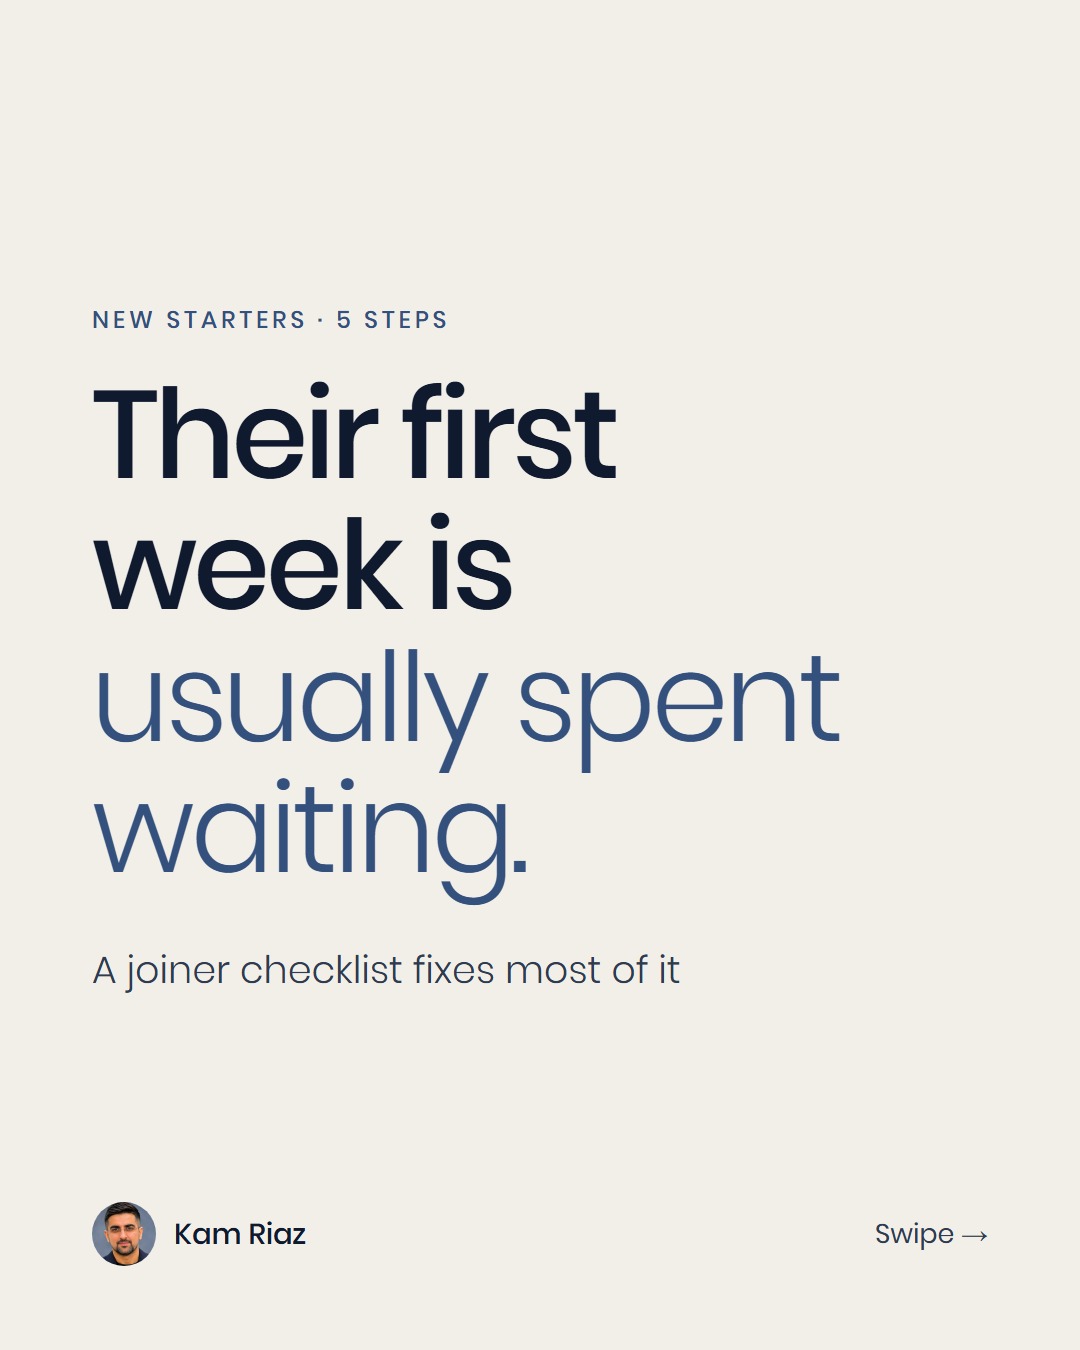 NEW STARTERS · 5 STEPS
Their first
week is
usually spent
waiting.
A joiner checklist fixes most of it
Kam Riaz
Swipe →